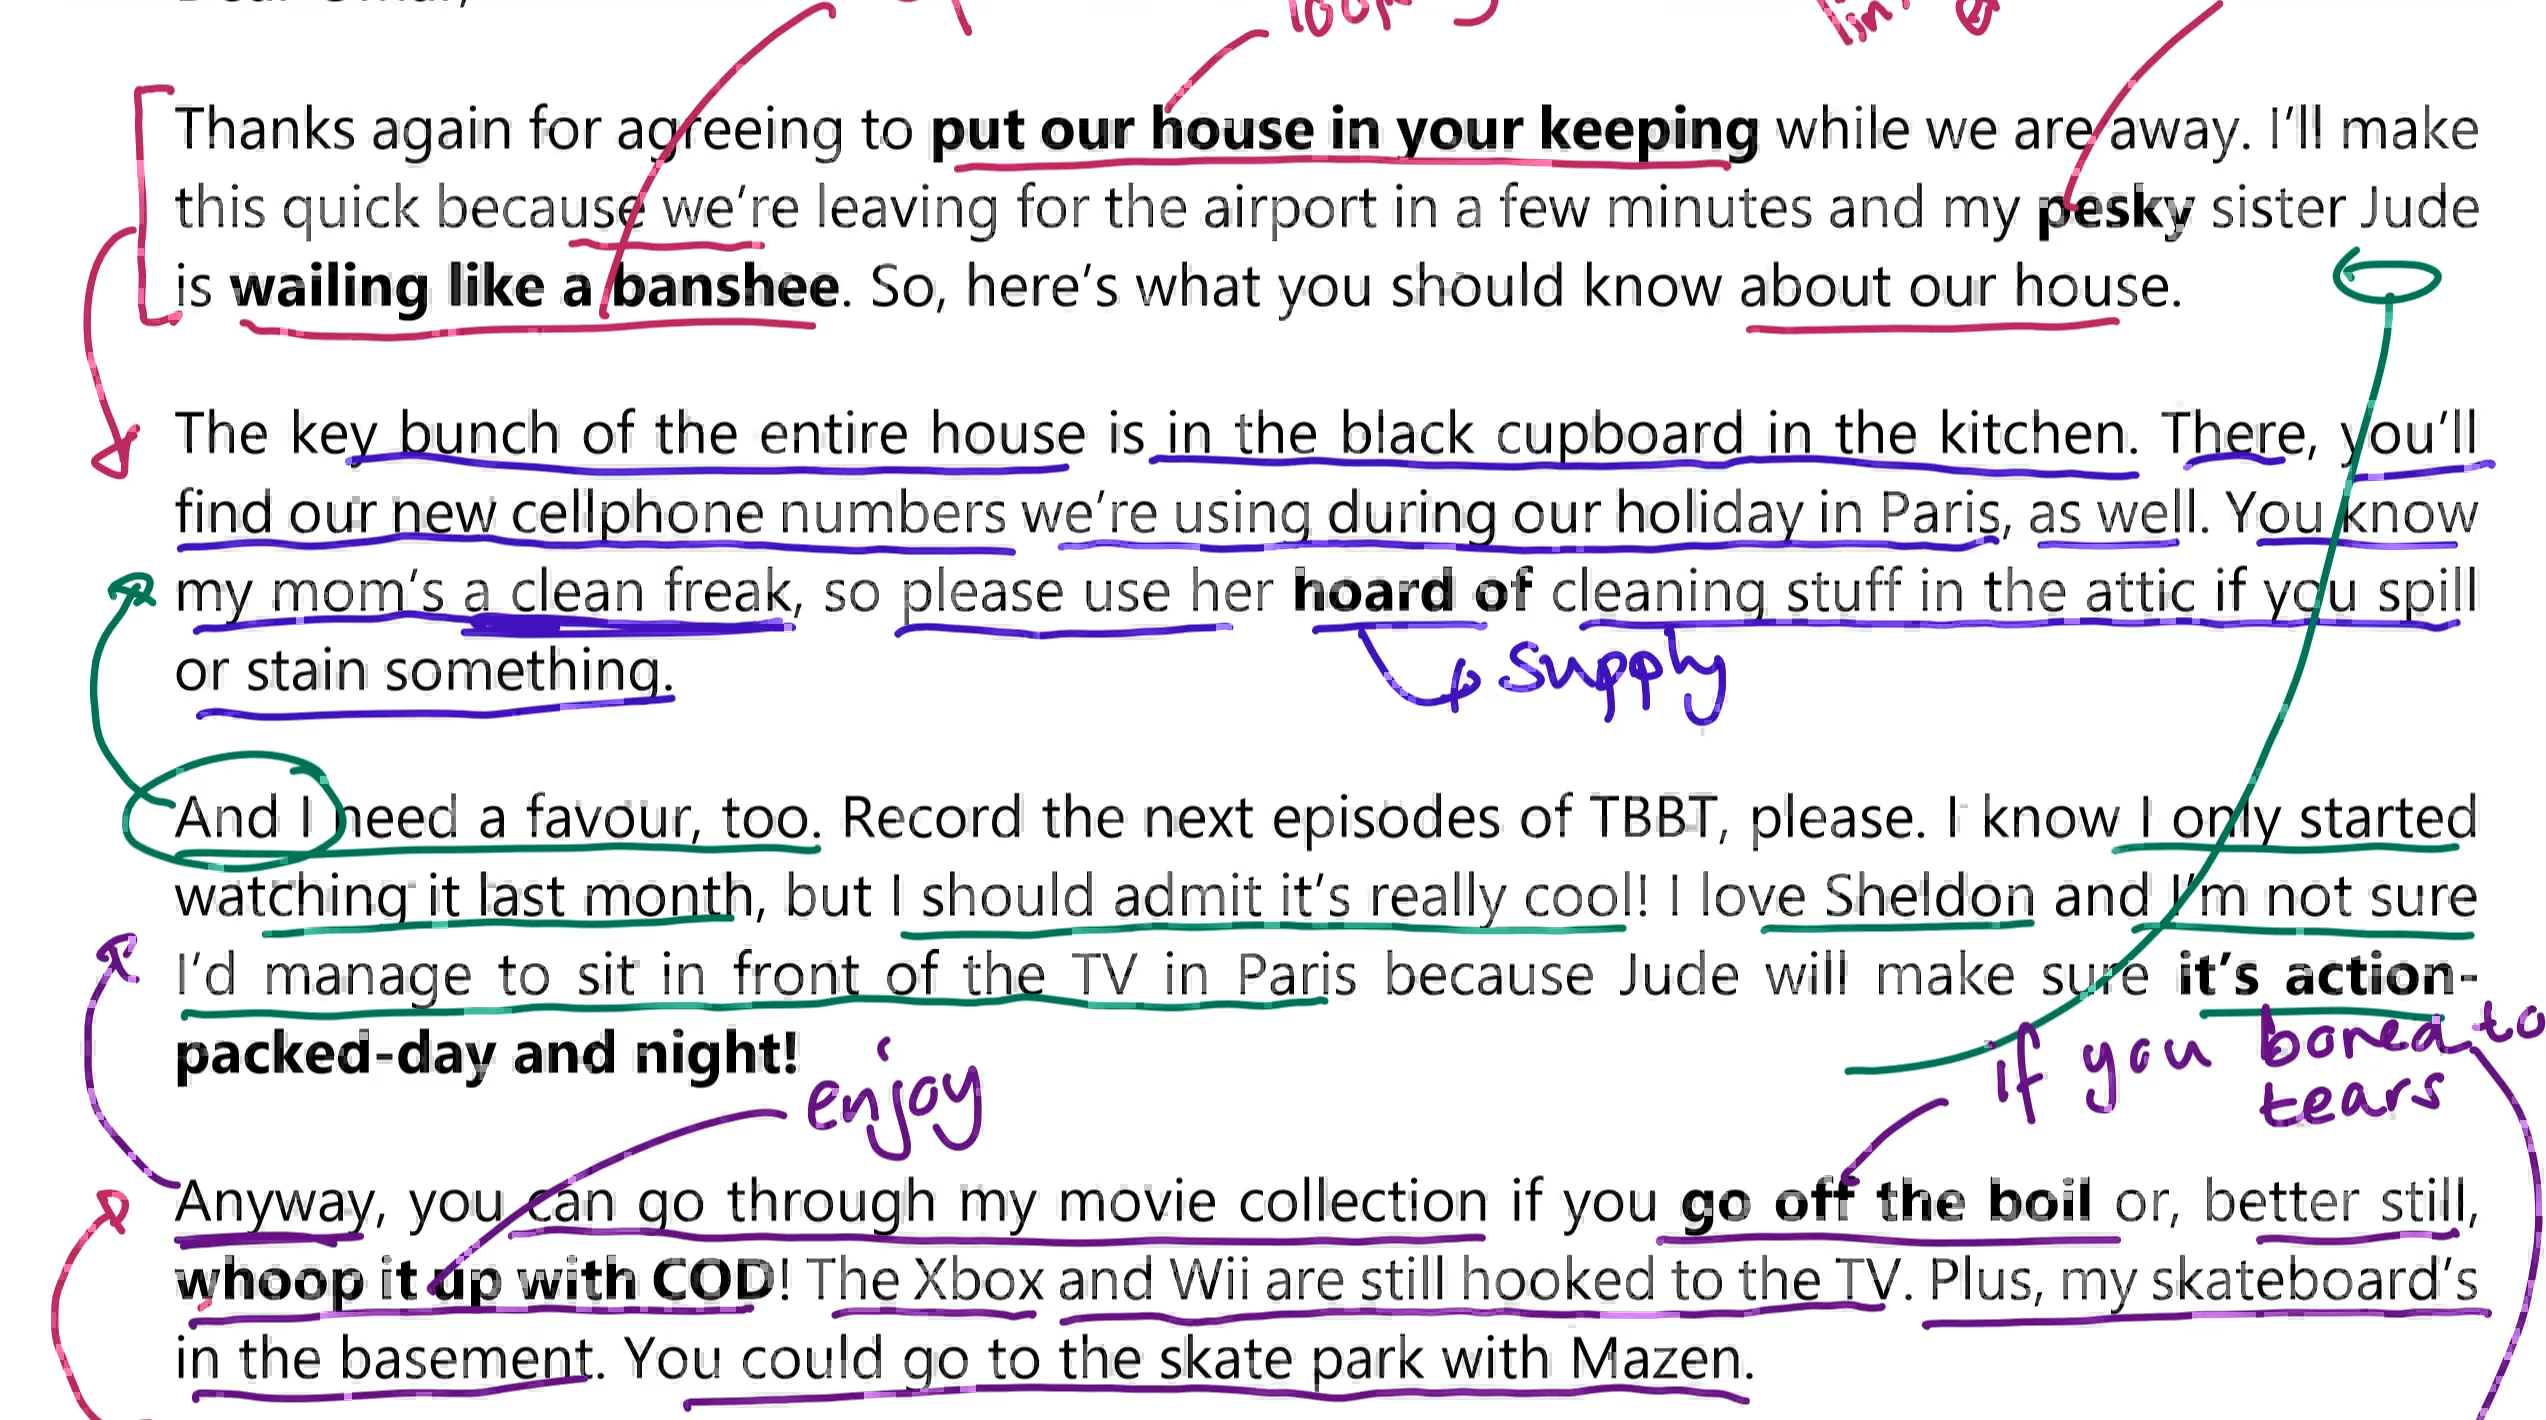 Thanks again for agreeing to put our house in your keeping while we are away. I'll make
this quick because we're leaving for the airport in a few minutes and my pesky sister Jude
is wailing like a banshee. So, here's what you should know about our house.
The key bunch of the entire house is in the black cupboard in the kitchen. There, you'll
find our new cellphone numbers we're using during our holiday in Paris, as well. You know
my mom's a clean freak, so please use her hoard of cleaning stuff in the attic if you spill
or stain something.
supply
And I need a favour, too. Record the next episodes of TBBT, please. I know I only started
watching it last month, but I should admit it's really cool! I love Sheldon and I'm not sure
I'd manage to sit in front of the TV in Paris because Jude will make sure it's action-
packed-day and night!
enjoy
if you bored to
tears
Anyway, you can go through my movie collection if you go off the boil or, better still,
whoop it up with COD! The Xbox and Wii are still hooked to the TV. Plus, my skateboard's
in the basement. You could go to the skate park with Mazen.